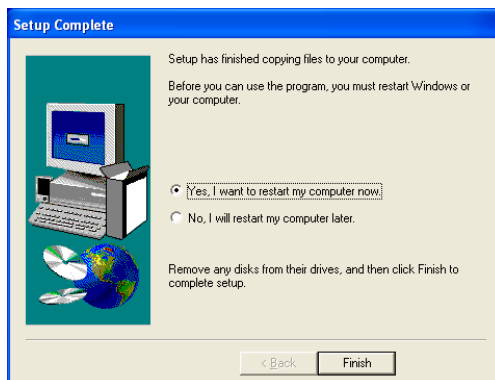 Setup Complete
Setup has finished copying files to your computer.
Before you can use the program, you must restart Windows or
your computer.
Yes, I want to restart my computer now.
No, I will restart my computer later.
Remove any disks from their drives, and then click Finish to
complete setup.
< Back Finish